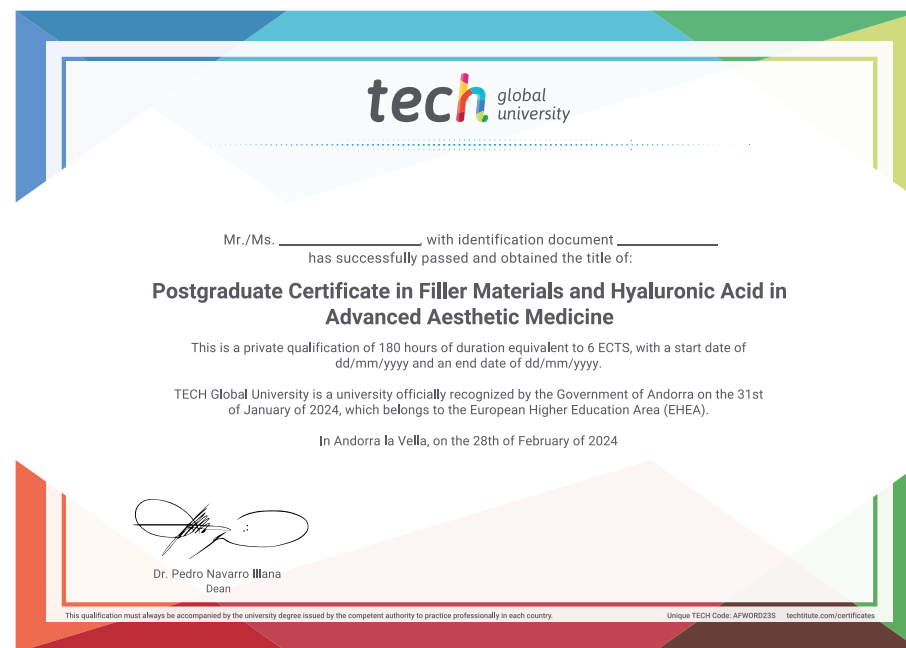 tech global university
Mr./Ms. ____________________, with identification document ______________
has successfully passed and obtained the title of:
Postgraduate Certificate in Filler Materials and Hyaluronic Acid in
Advanced Aesthetic Medicine
This is a private qualification of 180 hours of duration equivalent to 6 ECTS, with a start date of
dd/mm/yyyy and an end date of dd/mm/yyyy.
TECH Global University is a university officially recognized by the Government of Andorra on the 31st
of January of 2024, which belongs to the European Higher Education Area (EHEA).
In Andorra la Vella, on the 28th of February of 2024
Dr. Pedro Navarro Illana
Dean
This qualification must always be accompanied by the university degree issued by the competent authority to practice professionally in each country.
Unique TECH Code: AFWORD23S techtitute.com/certificates